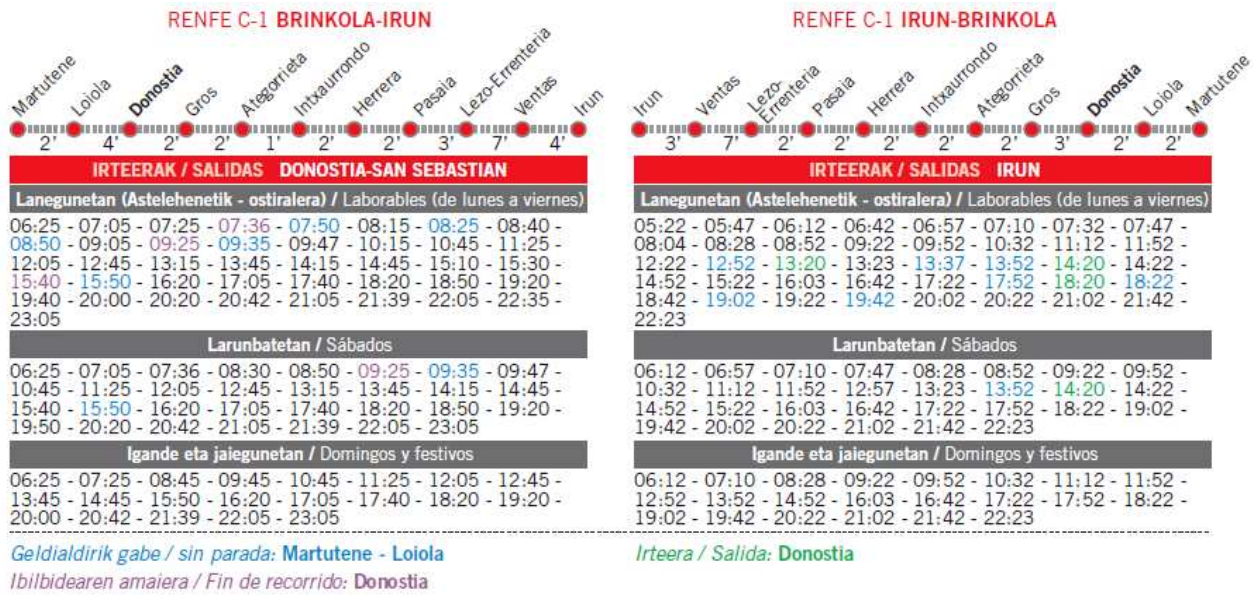 RENFE C-1 BRINKOLA-IRUN
Martutene
Loiola
Donostia
Gros
Ategorrieta
Intxaurrondo
Herrera
Pasaia
Lezo-Errenteria
Ventas
Irun
2' 4' 2' 2' 1' 2' 2' 3' 7' 4'
IRTEERAK / SALIDAS DONOSTIA-SAN SEBASTIAN
Lanegunetan (Astelehenetik - ostiralera) / Laborables (de lunes a viernes)
06:25 - 07:05 - 07:25 - 07:36 - 07:50 - 08:15 - 08:25 - 08:40 -
08:50 - 09:05 - 09:25 - 09:35 - 09:47 - 10:15 - 10:45 - 11:25 -
12:05 - 12:45 - 13:15 - 13:45 - 14:15 - 14:45 - 15:10 - 15:30 -
15:40 - 15:50 - 16:20 - 17:05 - 17:40 - 18:20 - 18:50 - 19:20 -
19:40 - 20:00 - 20:20 - 20:42 - 21:05 - 21:39 - 22:05 - 22:35 -
23:05
Larunbatetan / Sábados
06:25 - 07:05 - 07:36 - 08:30 - 08:50 - 09:25 - 09:35 - 09:47 -
10:45 - 11:25 - 12:05 - 12:45 - 13:15 - 13:45 - 14:15 - 14:45 -
15:40 - 15:50 - 16:20 - 17:05 - 17:40 - 18:20 - 18:50 - 19:20 -
19:50 - 20:20 - 20:42 - 21:05 - 21:39 - 22:05 - 23:05
Igande eta jaiegunetan / Domingos y festivos
06:25 - 07:25 - 08:45 - 09:45 - 10:45 - 11:25 - 12:05 - 12:45 -
13:45 - 14:45 - 15:50 - 16:20 - 17:05 - 17:40 - 18:20 - 19:20 -
20:00 - 20:42 - 21:39 - 22:05 - 23:05
Geldialdirik gabe / sin parada: Martutene - Loiola
Ibilbidearen amaiera / Fin de recorrido: Donostia
RENFE C-1 IRUN-BRINKOLA
Irun
Ventas
Lezo-
Errenteria
Pasaia
Herrera
Intxaurrondo
Ategorrieta
Gros
Donostia
Loiola
Martutene
3' 7' 2' 2' 2' 2' 2' 3' 2' 2'
IRTEERAK / SALIDAS IRUN
Lanegunetan (Astelehenetik - ostiralera) / Laborables (de lunes a viernes)
05:22 - 05:47 - 06:12 - 06:42 - 06:57 - 07:10 - 07:32 - 07:47 -
08:04 - 08:28 - 08:52 - 09:22 - 09:52 - 10:32 - 11:12 - 11:52 -
12:22 - 12:52 - 13:20 - 13:23 - 13:37 - 13:52 - 14:20 - 14:22 -
14:52 - 15:22 - 16:03 - 16:42 - 17:22 - 17:52 - 18:20 - 18:22 -
18:42 - 19:02 - 19:22 - 19:42 - 20:02 - 20:22 - 21:02 - 21:42 -
22:23
Larunbatetan / Sábados
06:12 - 06:57 - 07:10 - 07:47 - 08:28 - 08:52 - 09:22 - 09:52 -
10:32 - 11:12 - 11:52 - 12:57 - 13:23 - 13:52 - 14:20 - 14:22 -
14:52 - 15:22 - 16:03 - 16:42 - 17:22 - 17:52 - 18:22 - 19:02 -
19:42 - 20:02 - 20:22 - 21:02 - 21:42 - 22:23
Igande eta jaiegunetan / Domingos y festivos
06:12 - 07:10 - 08:28 - 09:22 - 09:52 - 10:32 - 11:12 - 11:52 -
12:52 - 13:52 - 14:52 - 16:03 - 16:42 - 17:22 - 17:52 - 18:22 -
19:02 - 19:42 - 20:22 - 21:02 - 21:42 - 22:23
Irteera / Salida: Donostia